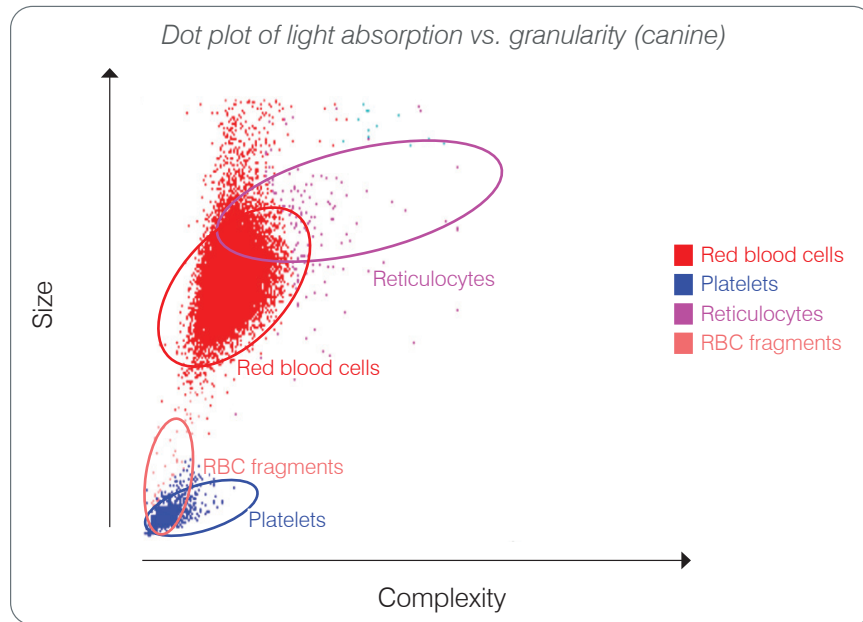 Dot plot of light absorption vs. granularity (canine)
Size
Reticulocytes
Red blood cells
RBC fragments
Platelets
Complexity
Red blood cells
Platelets
Reticulocytes
RBC fragments